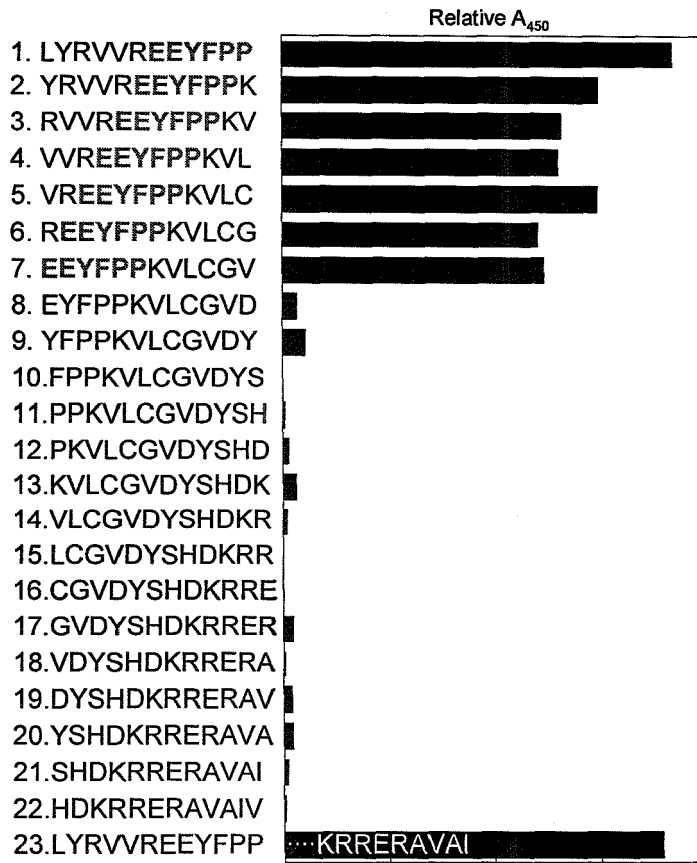 Relative A₄₅₀
1. LYRVVREEYFPP
2. YRVVREEYFPPK
3. RVVREEYFPPKV
4. VVREEYFPPKVL
5. VREEYFPPKVLC
6. REEYFPPKVLCG
7. EEYFPPKVLCGV
8. EYFPPKVLCGVD
9. YFPPKVLCGVDY
10.FPPKVLCGVDYS
11.PPKVLCGVDYSH
12.PKVLCGVDYSHD
13.KVLCGVDYSHDK
14.VLCGVDYSHDKR
15.LCGVDYSHDKRR
16.CGVDYSHDKRRE
17.GVDYSHDKRRER
18.VDYSHDKRRERA
19.DYSHDKRRERAV
20.YSHDKRRERAVA
21.SHDKRRERAVAI
22.HDKRRERAVAIV
23.LYRVVREEYFPP ····KRRERAVAI